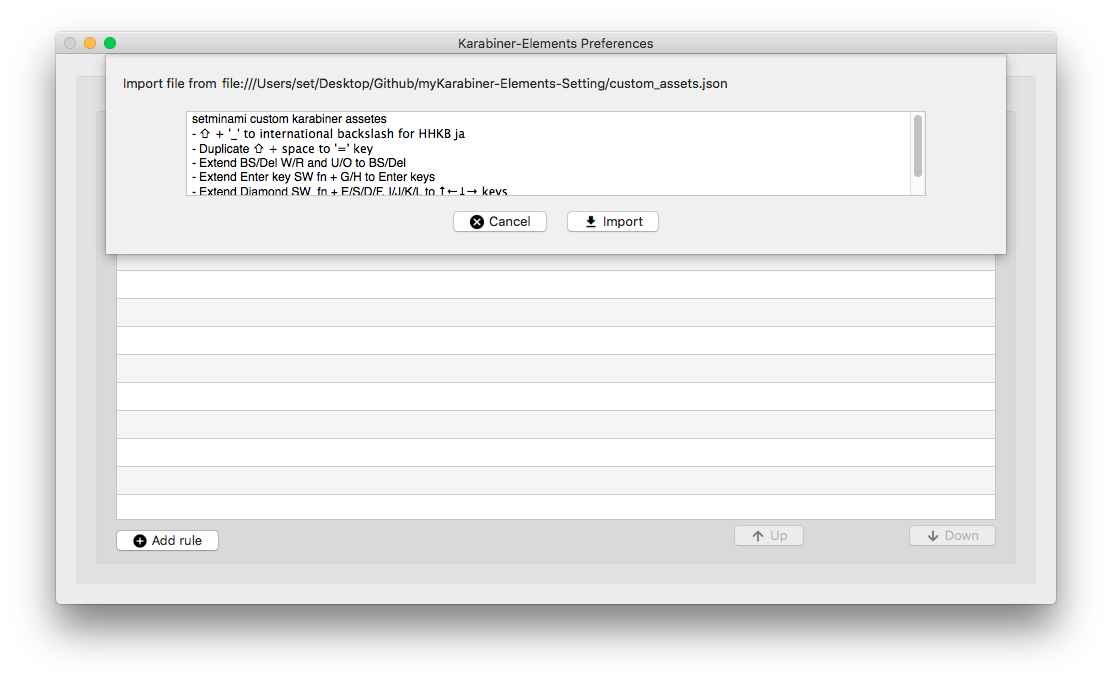 Karabiner-Elements Preferences
Import file from file:///Users/set/Desktop/Github/myKarabiner-Elements-Setting/custom_assets.json
setminami custom karabiner assetes
- ⇧ + '_' to international backslash for HHKB ja
- Duplicate ⇧ + space to '=' key
- Extend BS/Del W/R and U/O to BS/Del
- Extend Enter key SW fn + G/H to Enter keys
- Extend Diamond SW fn + E/S/D/F, I/J/K/L to ↑←↓→ keys
Cancel
Import
Add rule
Up
Down